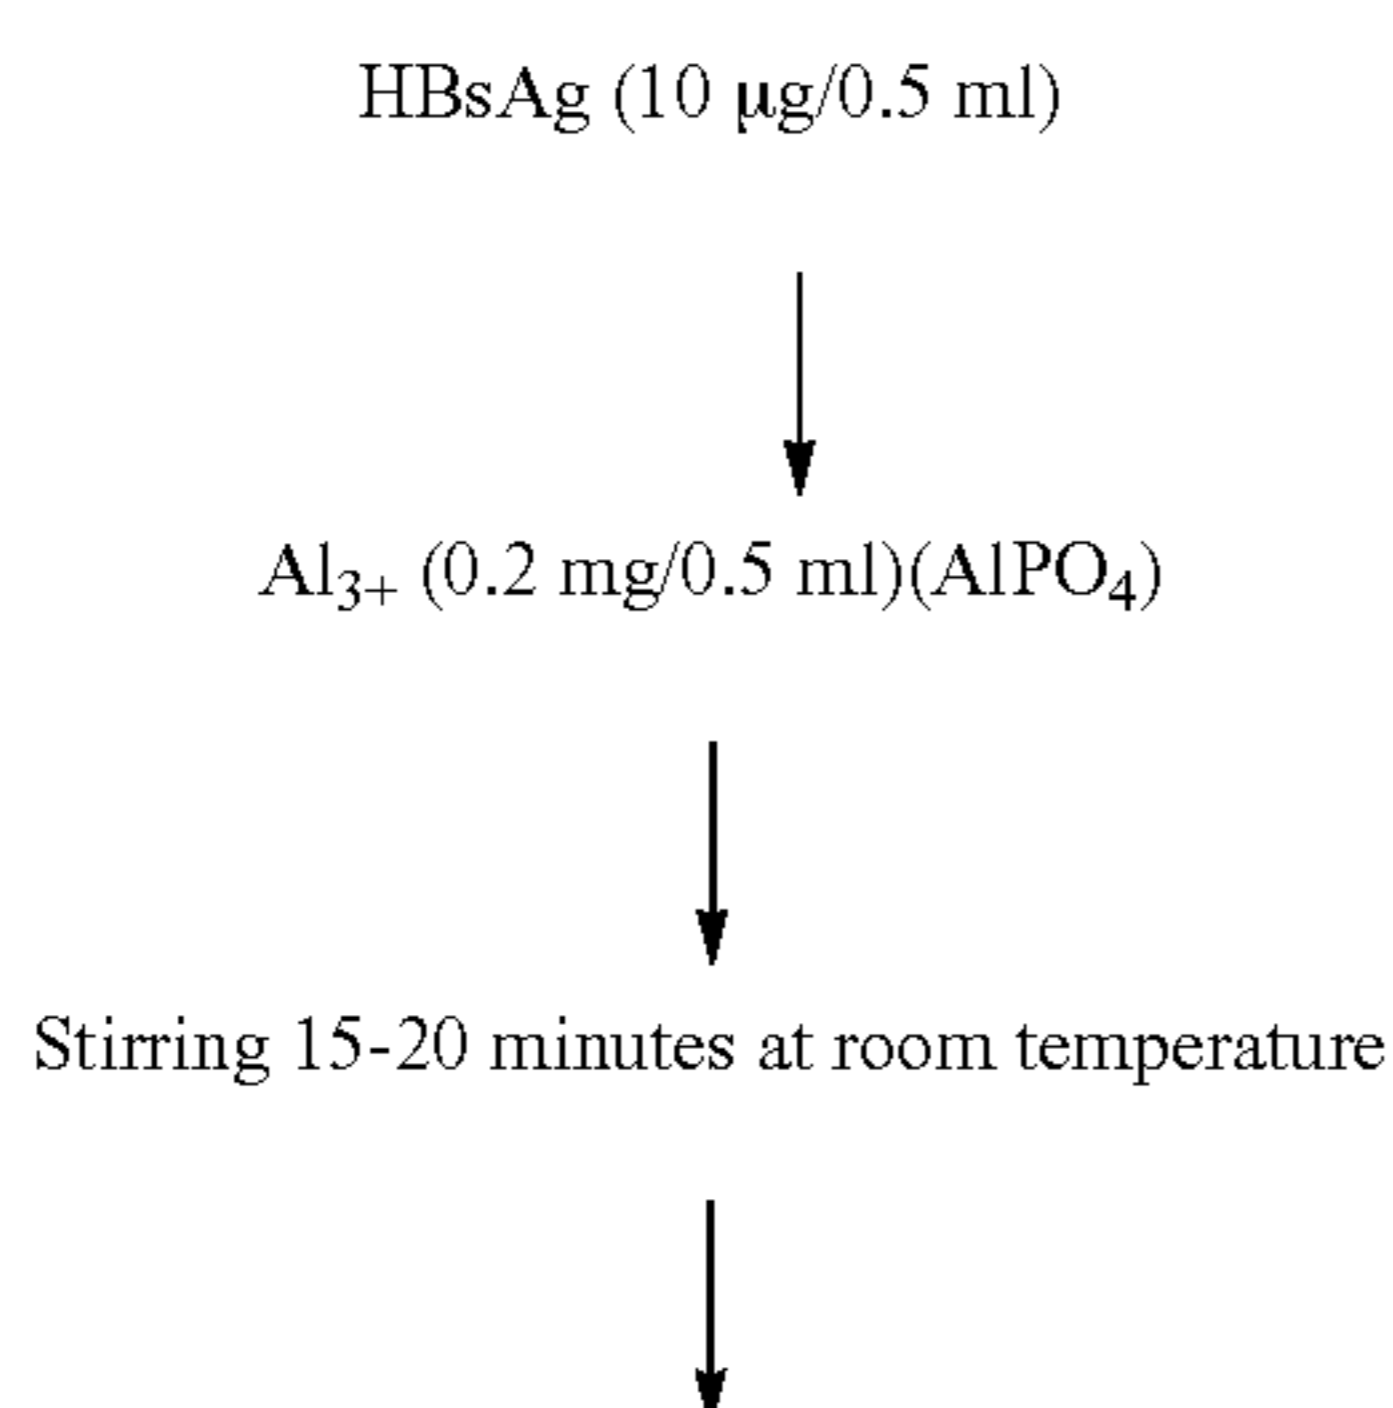 HBsAg (10 μg/0.5 ml)
Al₃₊ (0.2 mg/0.5 ml)(AlPO₄)
Stirring 15-20 minutes at room temperature